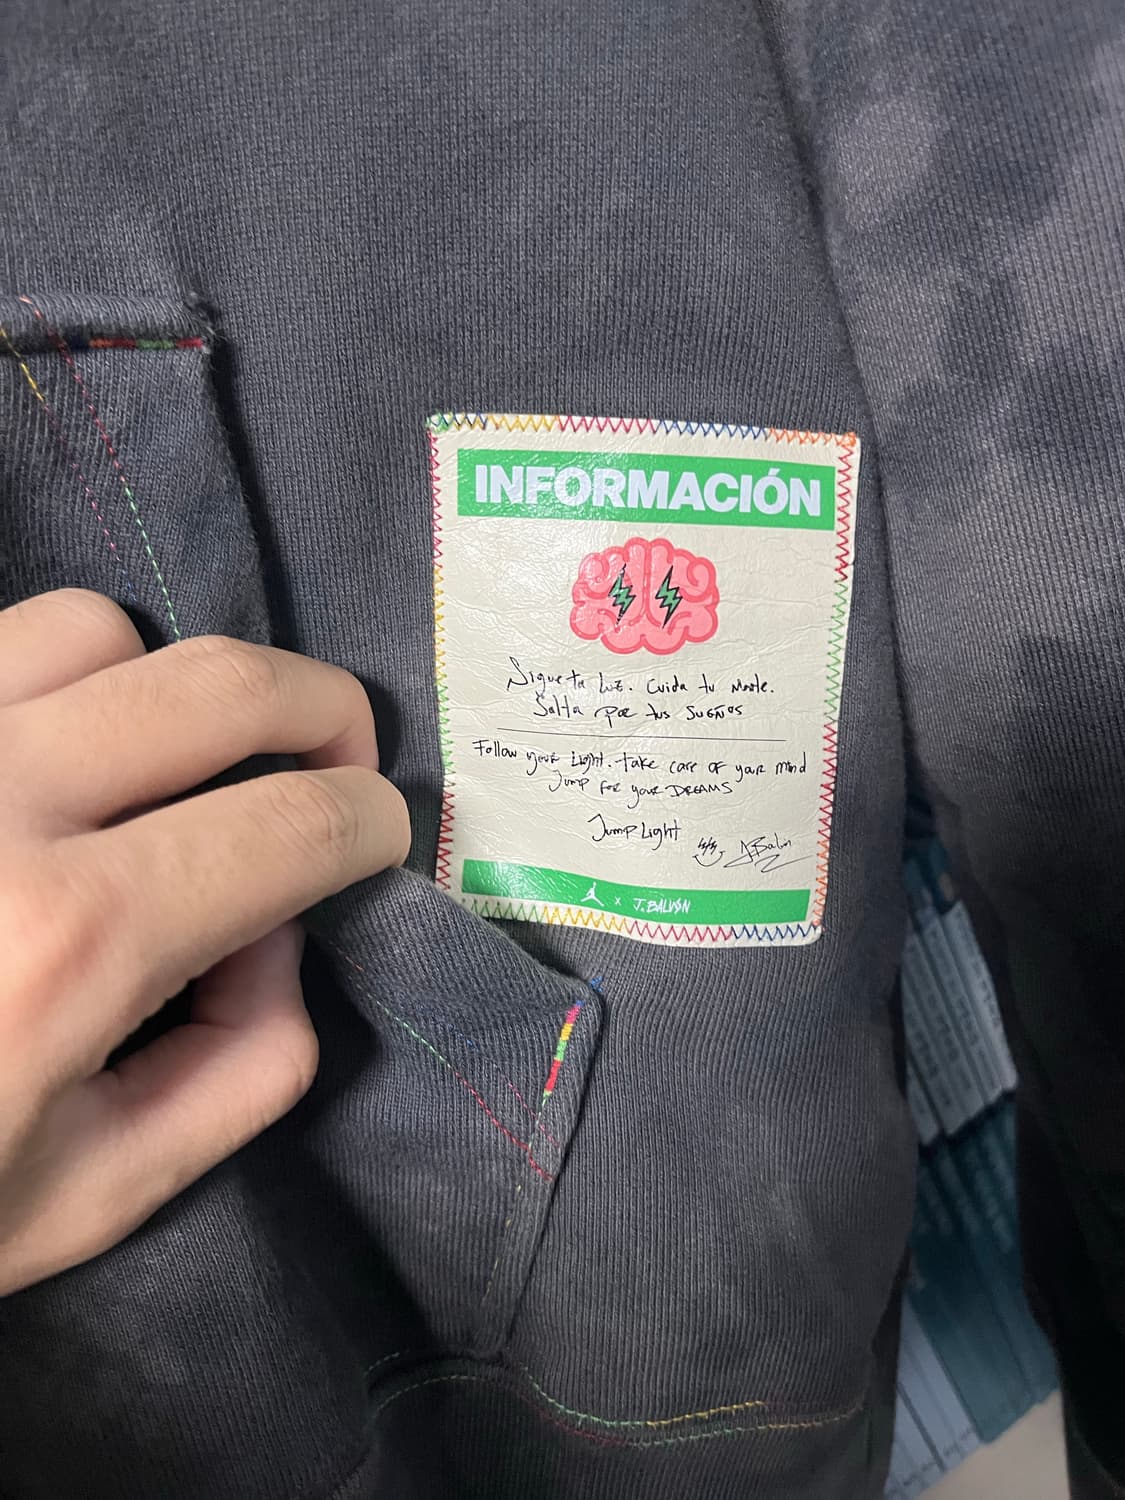 INFORMACIÓN
Sigue tu luz. Cuida tu Mente.
Salta por tus SUEÑOS
Follow your Light. take care of your mind
Jump for your DREAMS
Jump Light
J.Balvin
x J.BALVIN